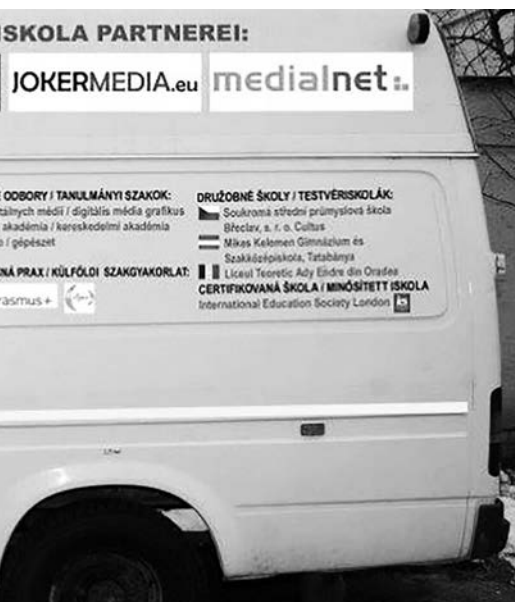 ISKOLA PARTNEREI:
JOKERMEDIA.eu
medialnet
ODBORY / TANULMÁNYI SZAKOK:
tálnych médií / digitális média grafikus
akadémia / kereskedelmi akadémia
/ gépészet
NÁ PRAX / KÜLFÖLDI SZAKGYAKORLAT:
rasmus+
DRUŽOBNÉ ŠKOLY / TESTVÉRISKOLÁK:
Soukromá střední průmyslová škola
Břeclav, s. r. o. Cultus
Mikes Kelemen Gimnázium és
Szakközépiskola, Tatabánya
Liceul Teoretic Ady Endre din Oradea
CERTIFIKOVANÁ ŠKOLA / MINŐSÍTETT ISKOLA
International Education Society London